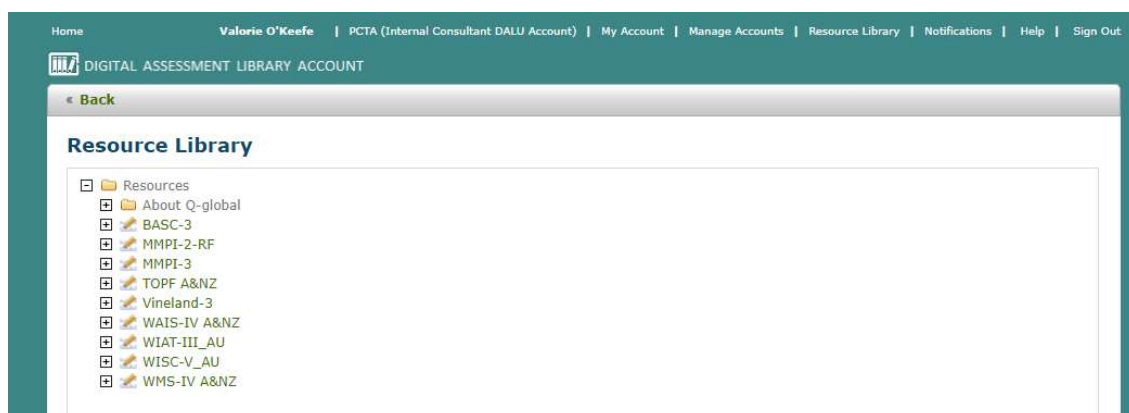 Home Valorie O'Keefe | PCTA (Internal Consultant DALU Account) | My Account | Manage Accounts | Resource Library | Notifications | Help | Sign Out
DIGITAL ASSESSMENT LIBRARY ACCOUNT
« Back
Resource Library
Resources
About Q-global
BASC-3
MMPI-2-RF
MMPI-3
TOPF A&NZ
Vineland-3
WAIS-IV A&NZ
WIAT-III_AU
WISC-V_AU
WMS-IV A&NZ